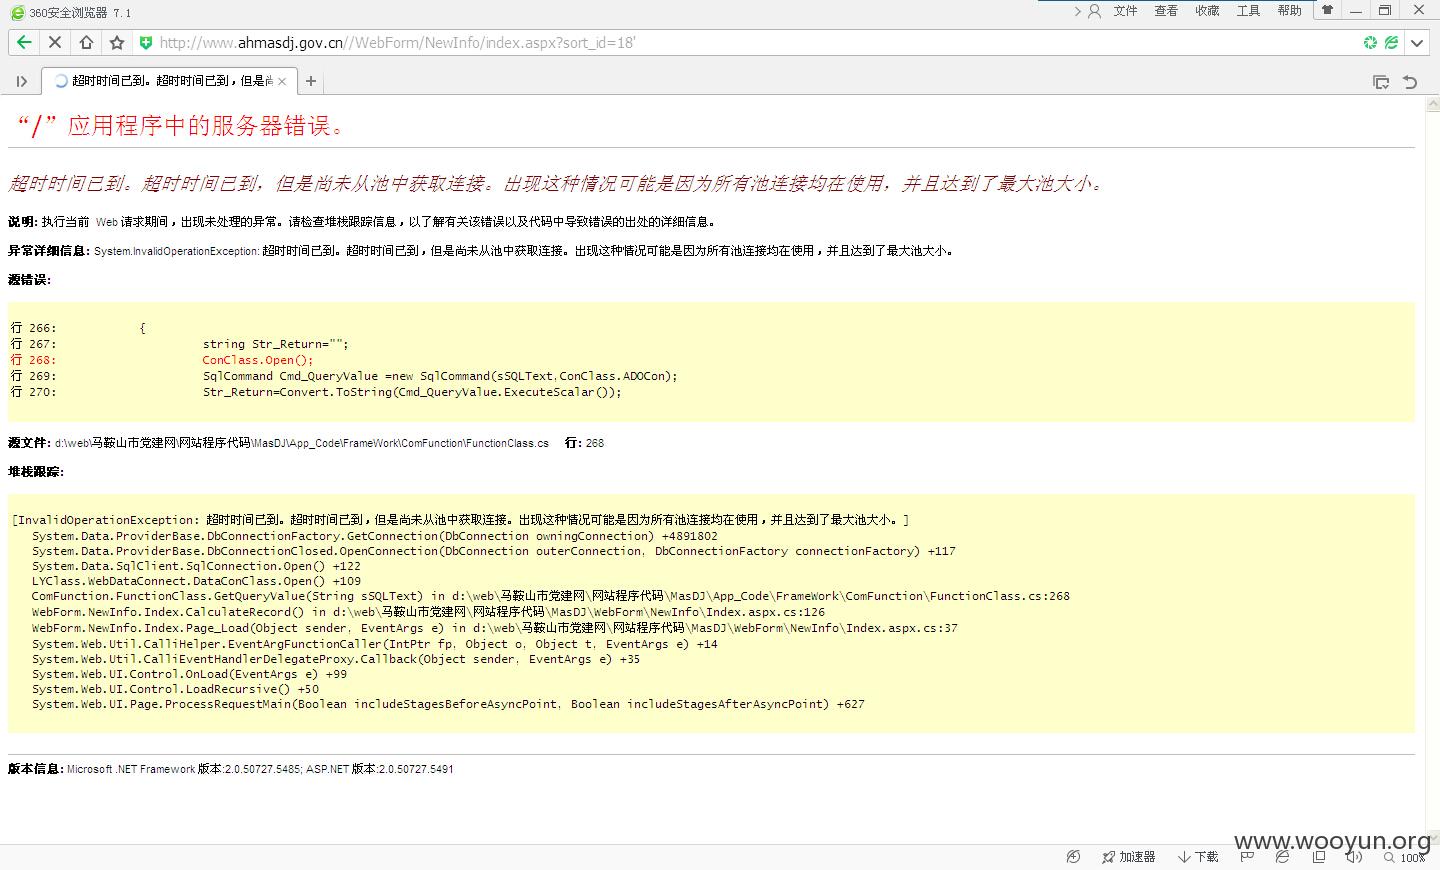 360安全浏览器 7.1
文件 查看 收藏 工具 帮助
http://www.ahmasdj.gov.cn//WebForm/NewInfo/index.aspx?sort_id=18'
超时时间已到。超时时间已到，但是尚
“/”应用程序中的服务器错误。
超时时间已到。超时时间已到，但是尚未从池中获取连接。出现这种情况可能是因为所有池连接均在使用，并且达到了最大池大小。
说明: 执行当前 Web 请求期间，出现未处理的异常。请检查堆栈跟踪信息，以了解有关该错误以及代码中导致错误的出处的详细信息。
异常详细信息: System.InvalidOperationException: 超时时间已到。超时时间已到，但是尚未从池中获取连接。出现这种情况可能是因为所有池连接均在使用，并且达到了最大池大小。
源错误:
行 266: {
行 267: string Str_Return="";
行 268: ConClass.Open();
行 269: SqlCommand Cmd_QueryValue =new SqlCommand(sSQLText,ConClass.ADOCon);
行 270: Str_Return=Convert.ToString(Cmd_QueryValue.ExecuteScalar());
源文件: d:\web\马鞍山市党建网\网站程序代码\MasDJ\App_Code\FrameWork\ComFunction\FunctionClass.cs 行: 268
堆栈跟踪:
[InvalidOperationException: 超时时间已到。超时时间已到，但是尚未从池中获取连接。出现这种情况可能是因为所有池连接均在使用，并且达到了最大池大小。]
System.Data.ProviderBase.DbConnectionFactory.GetConnection(DbConnection owningConnection) +4891802
System.Data.ProviderBase.DbConnectionClosed.OpenConnection(DbConnection outerConnection, DbConnectionFactory connectionFactory) +117
System.Data.SqlClient.SqlConnection.Open() +122
LYClass.WebDataConnect.DataConClass.Open() +109
ComFunction.FunctionClass.GetQueryValue(String sSQLText) in d:\web\马鞍山市党建网\网站程序代码\MasDJ\App_Code\FrameWork\ComFunction\FunctionClass.cs:268
WebForm.NewInfo.Index.CalculateRecord() in d:\web\马鞍山市党建网\网站程序代码\MasDJ\WebForm\NewInfo\Index.aspx.cs:126
WebForm.NewInfo.Index.Page_Load(Object sender, EventArgs e) in d:\web\马鞍山市党建网\网站程序代码\MasDJ\WebForm\NewInfo\Index.aspx.cs:37
System.Web.Util.CalliHelper.EventArgFunctionCaller(IntPtr fp, Object o, Object t, EventArgs e) +14
System.Web.Util.CalliEventHandlerDelegateProxy.Callback(Object sender, EventArgs e) +35
System.Web.UI.Control.OnLoad(EventArgs e) +99
System.Web.UI.Control.LoadRecursive() +50
System.Web.UI.Page.ProcessRequestMain(Boolean includeStagesBeforeAsyncPoint, Boolean includeStagesAfterAsyncPoint) +627
版本信息: Microsoft .NET Framework 版本:2.0.50727.5485; ASP.NET 版本:2.0.50727.5491
www.wooyun.org
加速器 下载 100%